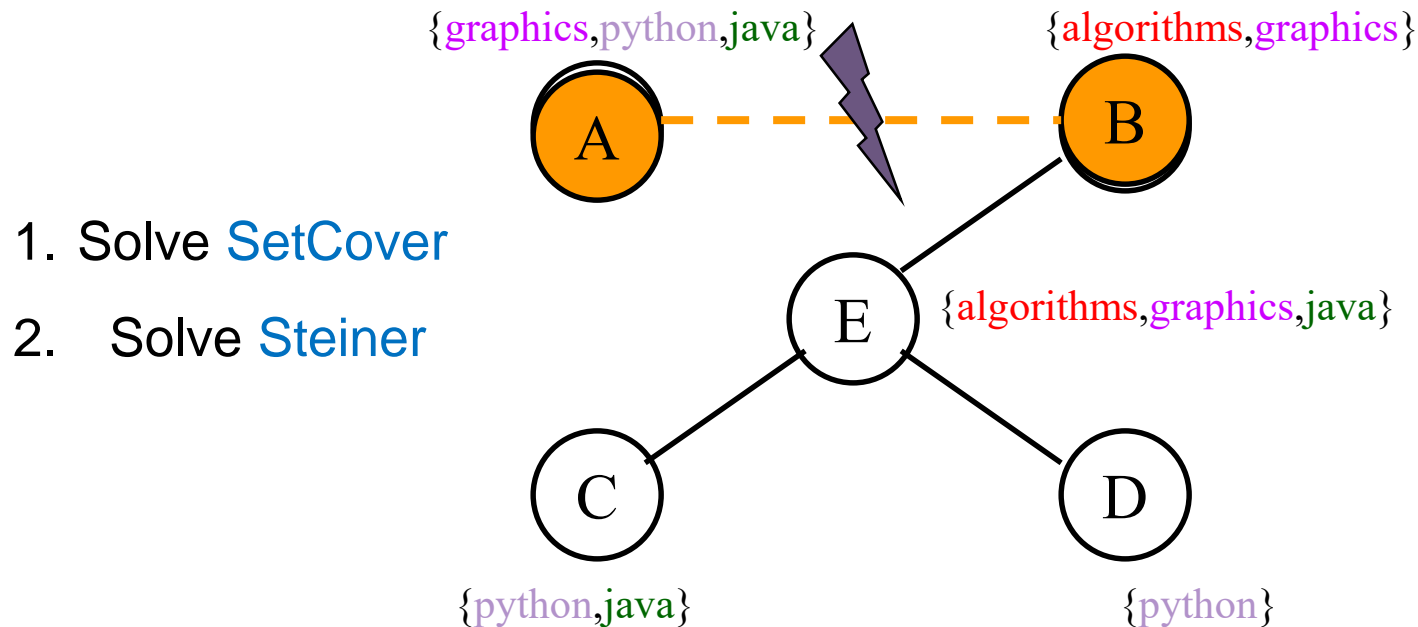 {graphics,python,java}
{algorithms,graphics}
A
B
1. Solve SetCover
E
{algorithms,graphics,java}
2. Solve Steiner
C
D
{python,java}
{python}